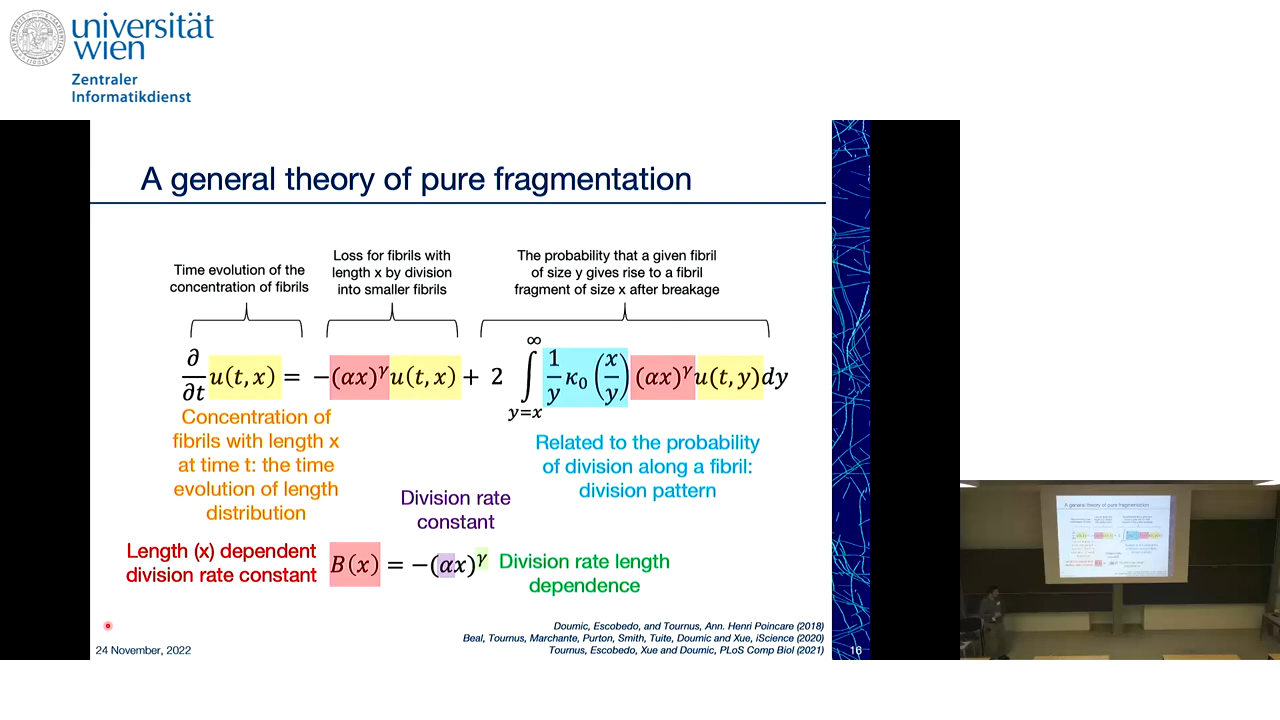 universität
wien
Zentraler
Informatikdienst
A general theory of pure fragmentation
Time evolution of the
concentration of fibrils
Loss for fibrils with
length x by division
into smaller fibrils
The probability that a given fibril
of size y gives rise to a fibril
fragment of size x after breakage
∂/∂t u(t, x) = −(αx)^γ u(t, x) + 2 ∫_{y=x}^{∞} 1/y κ₀ (x/y) (αx)^γ u(t, y)dy
Concentration of
fibrils with length x
at time t: the time
evolution of length
distribution
Related to the probability
of division along a fibril:
division pattern
Division rate
constant
Length (x) dependent
division rate constant
B(x) = −(αx)^γ
Division rate length
dependence
Doumic, Escobedo, and Tournus, Ann. Henri Poincare (2018)
Beal, Tournus, Marchante, Purton, Smith, Tuite, Doumic and Xue, iScience (2020)
Tournus, Escobedo, Xue and Doumic, PLoS Comp Biol (2021)
24 November, 2022
16
A general theory of pure fragmentation